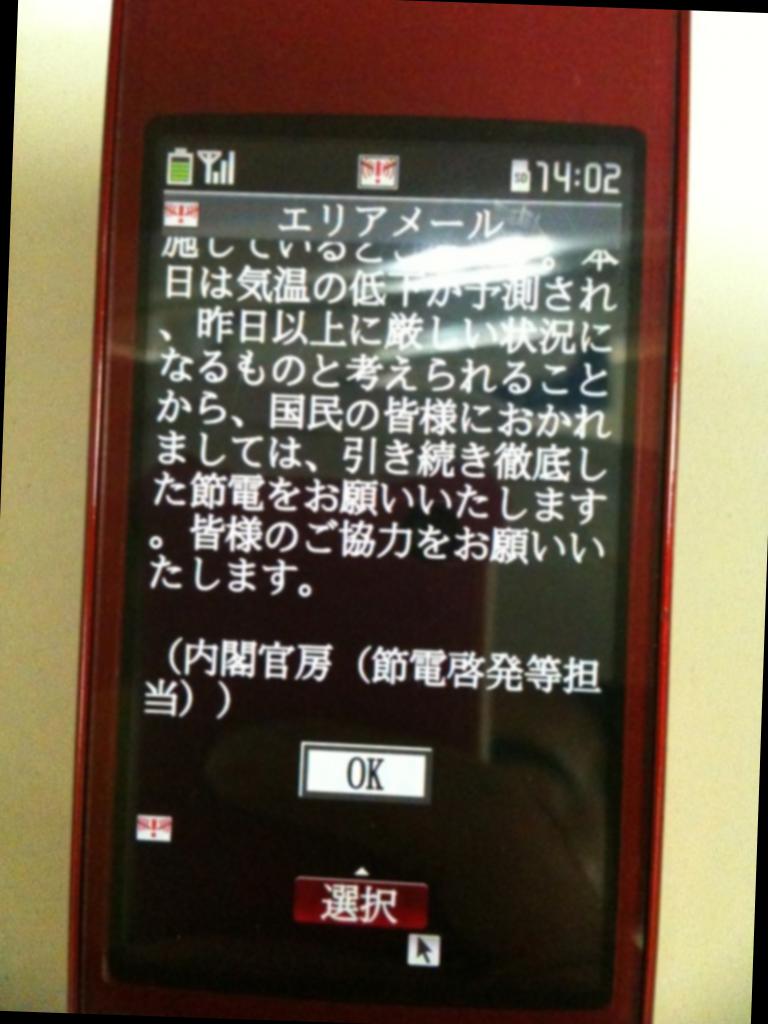 14:02
エリアメール
施しているところ
。本
日は気温の低下が予測され
、昨日以上に厳しい状況に
なるものと考えられること
から、国民の皆様におかれ
ましては、引き続き徹底し
た節電をお願いいたします
。皆様のご協力をお願いい
たします。
（内閣官房（節電啓発等担
当））
OK
選択